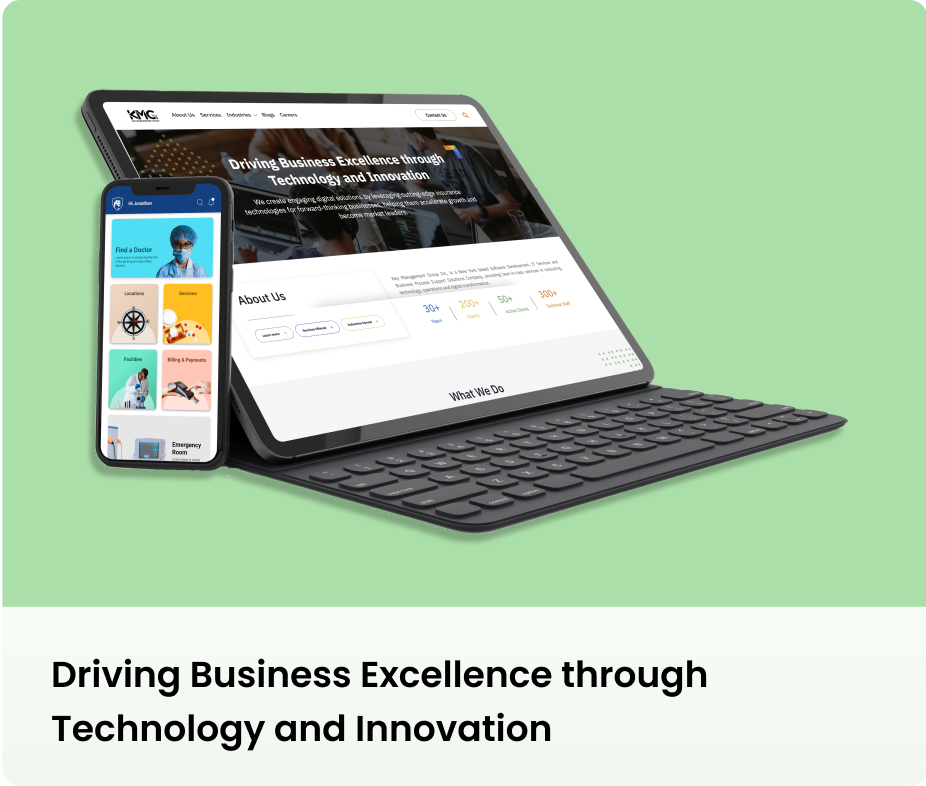 KMG
About Us Services Industries Blogs Careers Contact Us
Driving Business Excellence through
Technology and Innovation
We create engaging digital solutions by leveraging cutting-edge insurance
technologies for forward-thinking businesses, helping them accelerate growth and
become market leaders.
About Us
Learn more
Services Offered
Industries Served
Key Management Group Inc. is a New York based Software Development, IT Services and
Business Process Support Solutions Company, providing best-in-class services in consulting,
technology, operations and digital transformation.
30+ 200+ 50+ 300+
Years Clients Active Clients Technical Staff
What We Do
Hi Jonathan
Find a Doctor
Locations Services
Facilities Billing & Payments
Emergency
Room
Driving Business Excellence through
Technology and Innovation